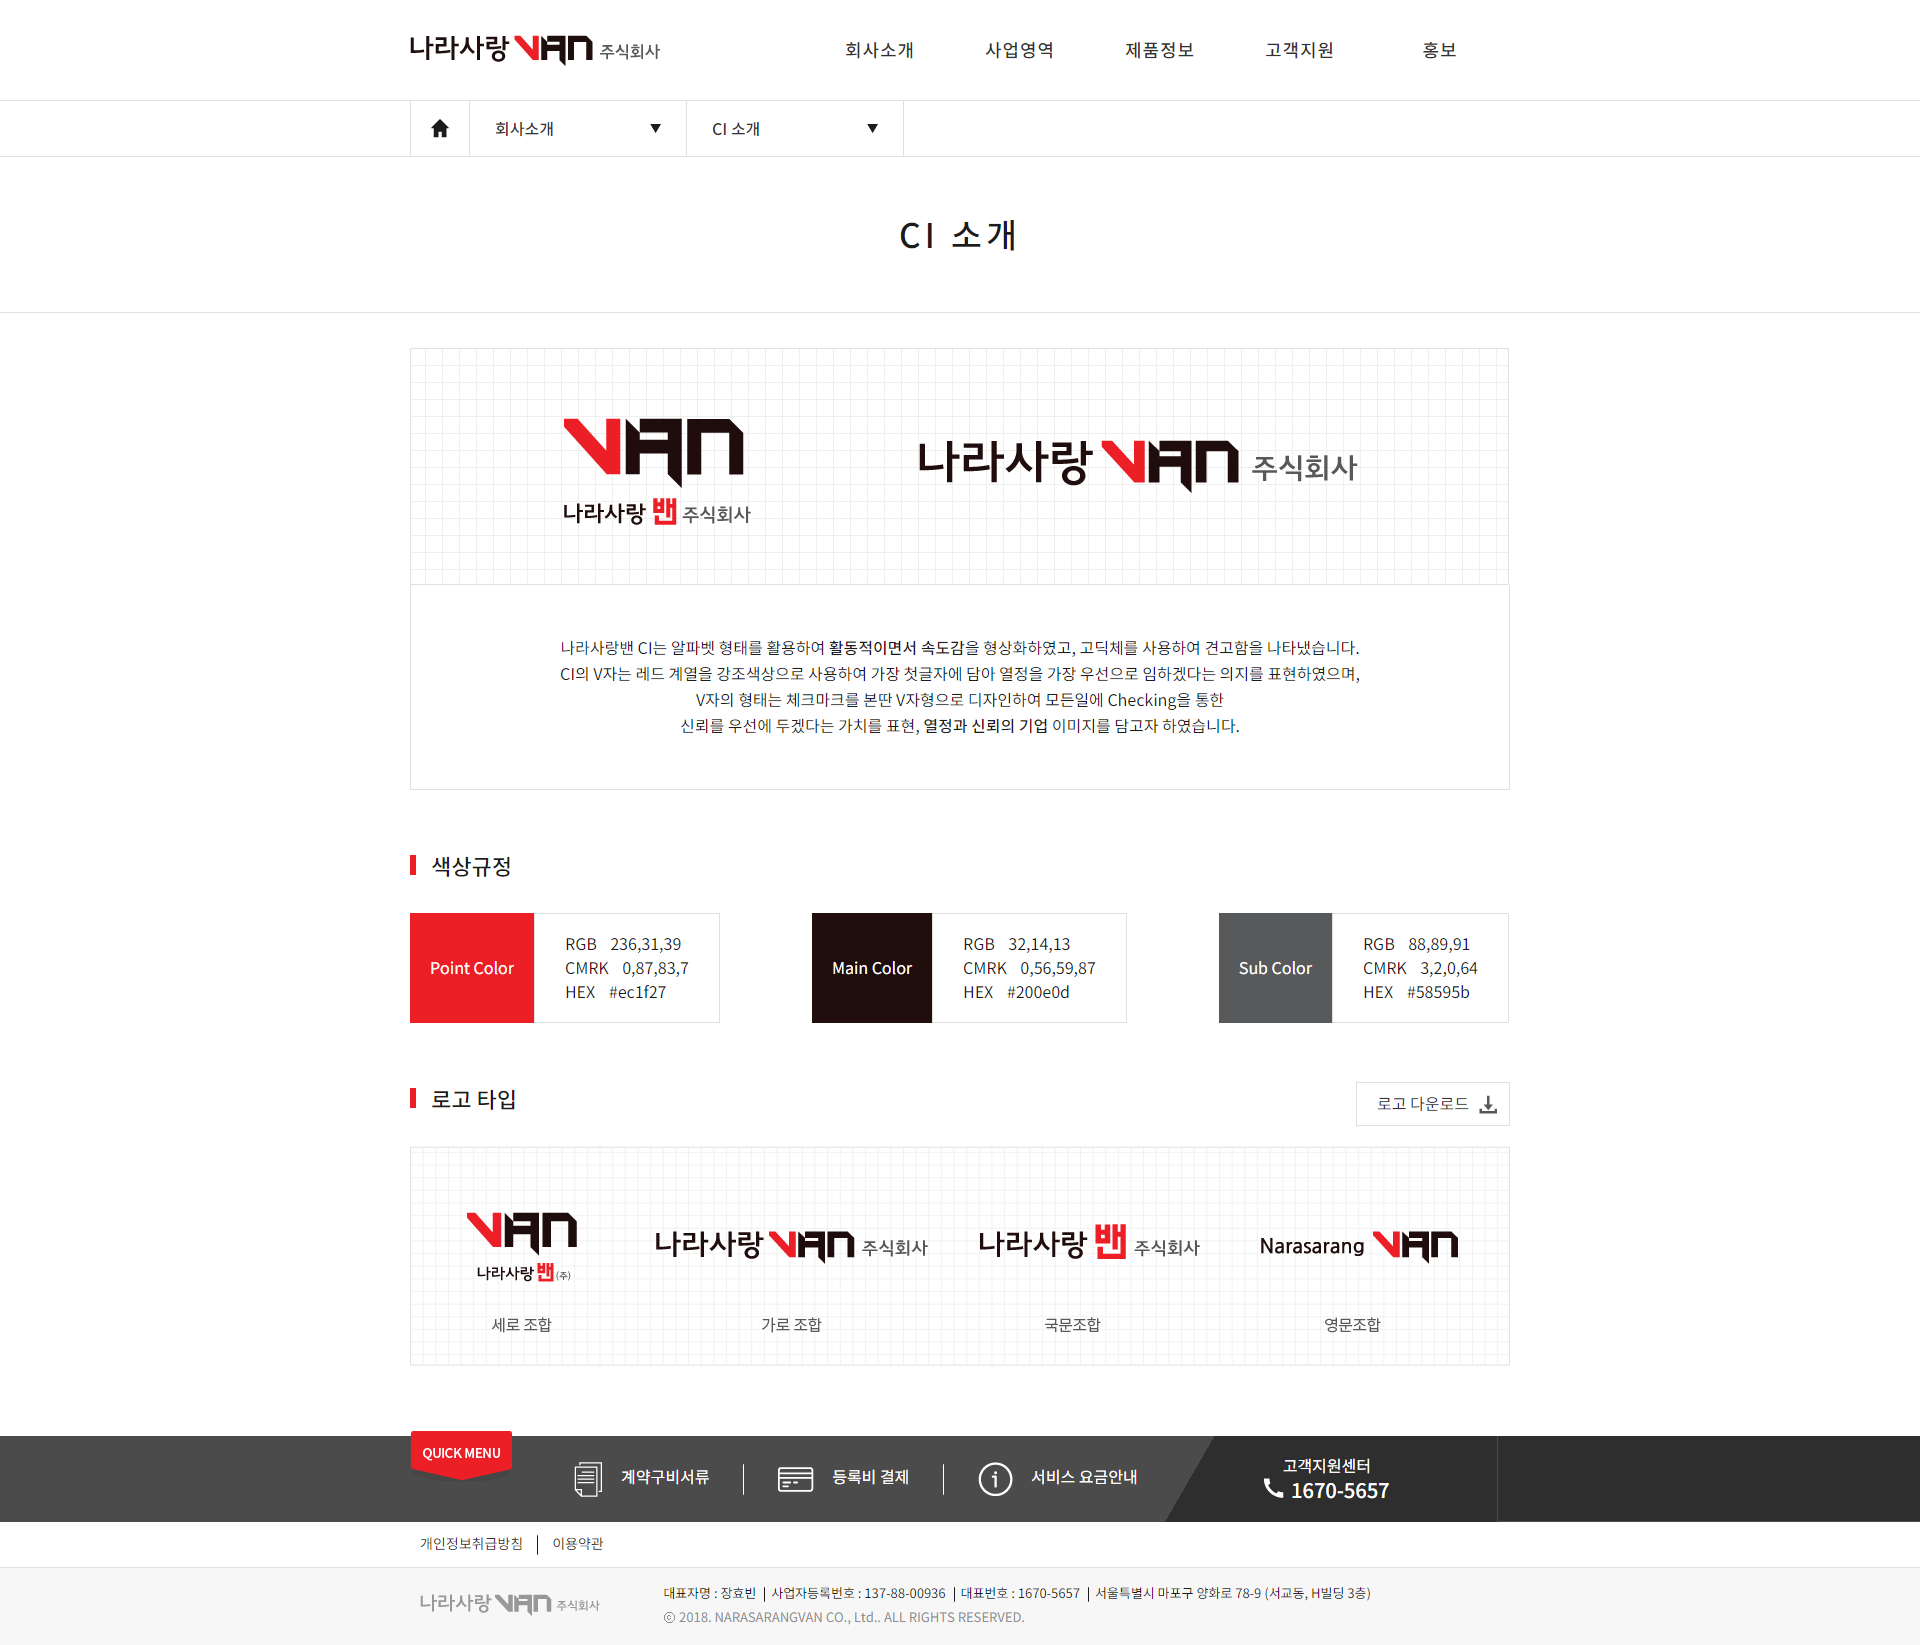 나라사랑 VAN 주식회사
회사소개 사업영역 제품정보 고객지원 홍보
회사소개 ▼ CI 소개 ▼
CI 소개
VAN
나라사랑 밴 주식회사
나라사랑 VAN 주식회사
나라사랑밴 CI는 알파벳 형태를 활용하여 활동적이면서 속도감을 형상화하였고, 고딕체를 사용하여 견고함을 나타냈습니다.
CI의 V자는 레드 계열을 강조색상으로 사용하여 가장 첫글자에 담아 열정을 가장 우선으로 임하겠다는 의지를 표현하였으며,
V자의 형태는 체크마크를 본딴 V자형으로 디자인하여 모든일에 Checking을 통한
신뢰를 우선에 두겠다는 가치를 표현, 열정과 신뢰의 기업 이미지를 담고자 하였습니다.
색상규정
Point Color
RGB 236,31,39
CMRK 0,87,83,7
HEX #ec1f27
Main Color
RGB 32,14,13
CMRK 0,56,59,87
HEX #200e0d
Sub Color
RGB 88,89,91
CMRK 3,2,0,64
HEX #58595b
로고 타입
로고 다운로드
VAN
나라사랑 밴 (주)
나라사랑 VAN 주식회사
나라사랑 밴 주식회사
Narasarang VAN
세로 조합
가로 조합
국문조합
영문조합
QUICK MENU
계약구비서류 등록비 결제 서비스 요금안내
고객지원센터
1670-5657
개인정보취급방침 | 이용약관
나라사랑 VAN 주식회사
대표자명 : 장효빈 | 사업자등록번호 : 137-88-00936 | 대표번호 : 1670-5657 | 서울특별시 마포구 양화로 78-9 (서교동, H빌딩 3층)
ⓒ 2018. NARASARANGVAN CO., Ltd.. ALL RIGHTS RESERVED.